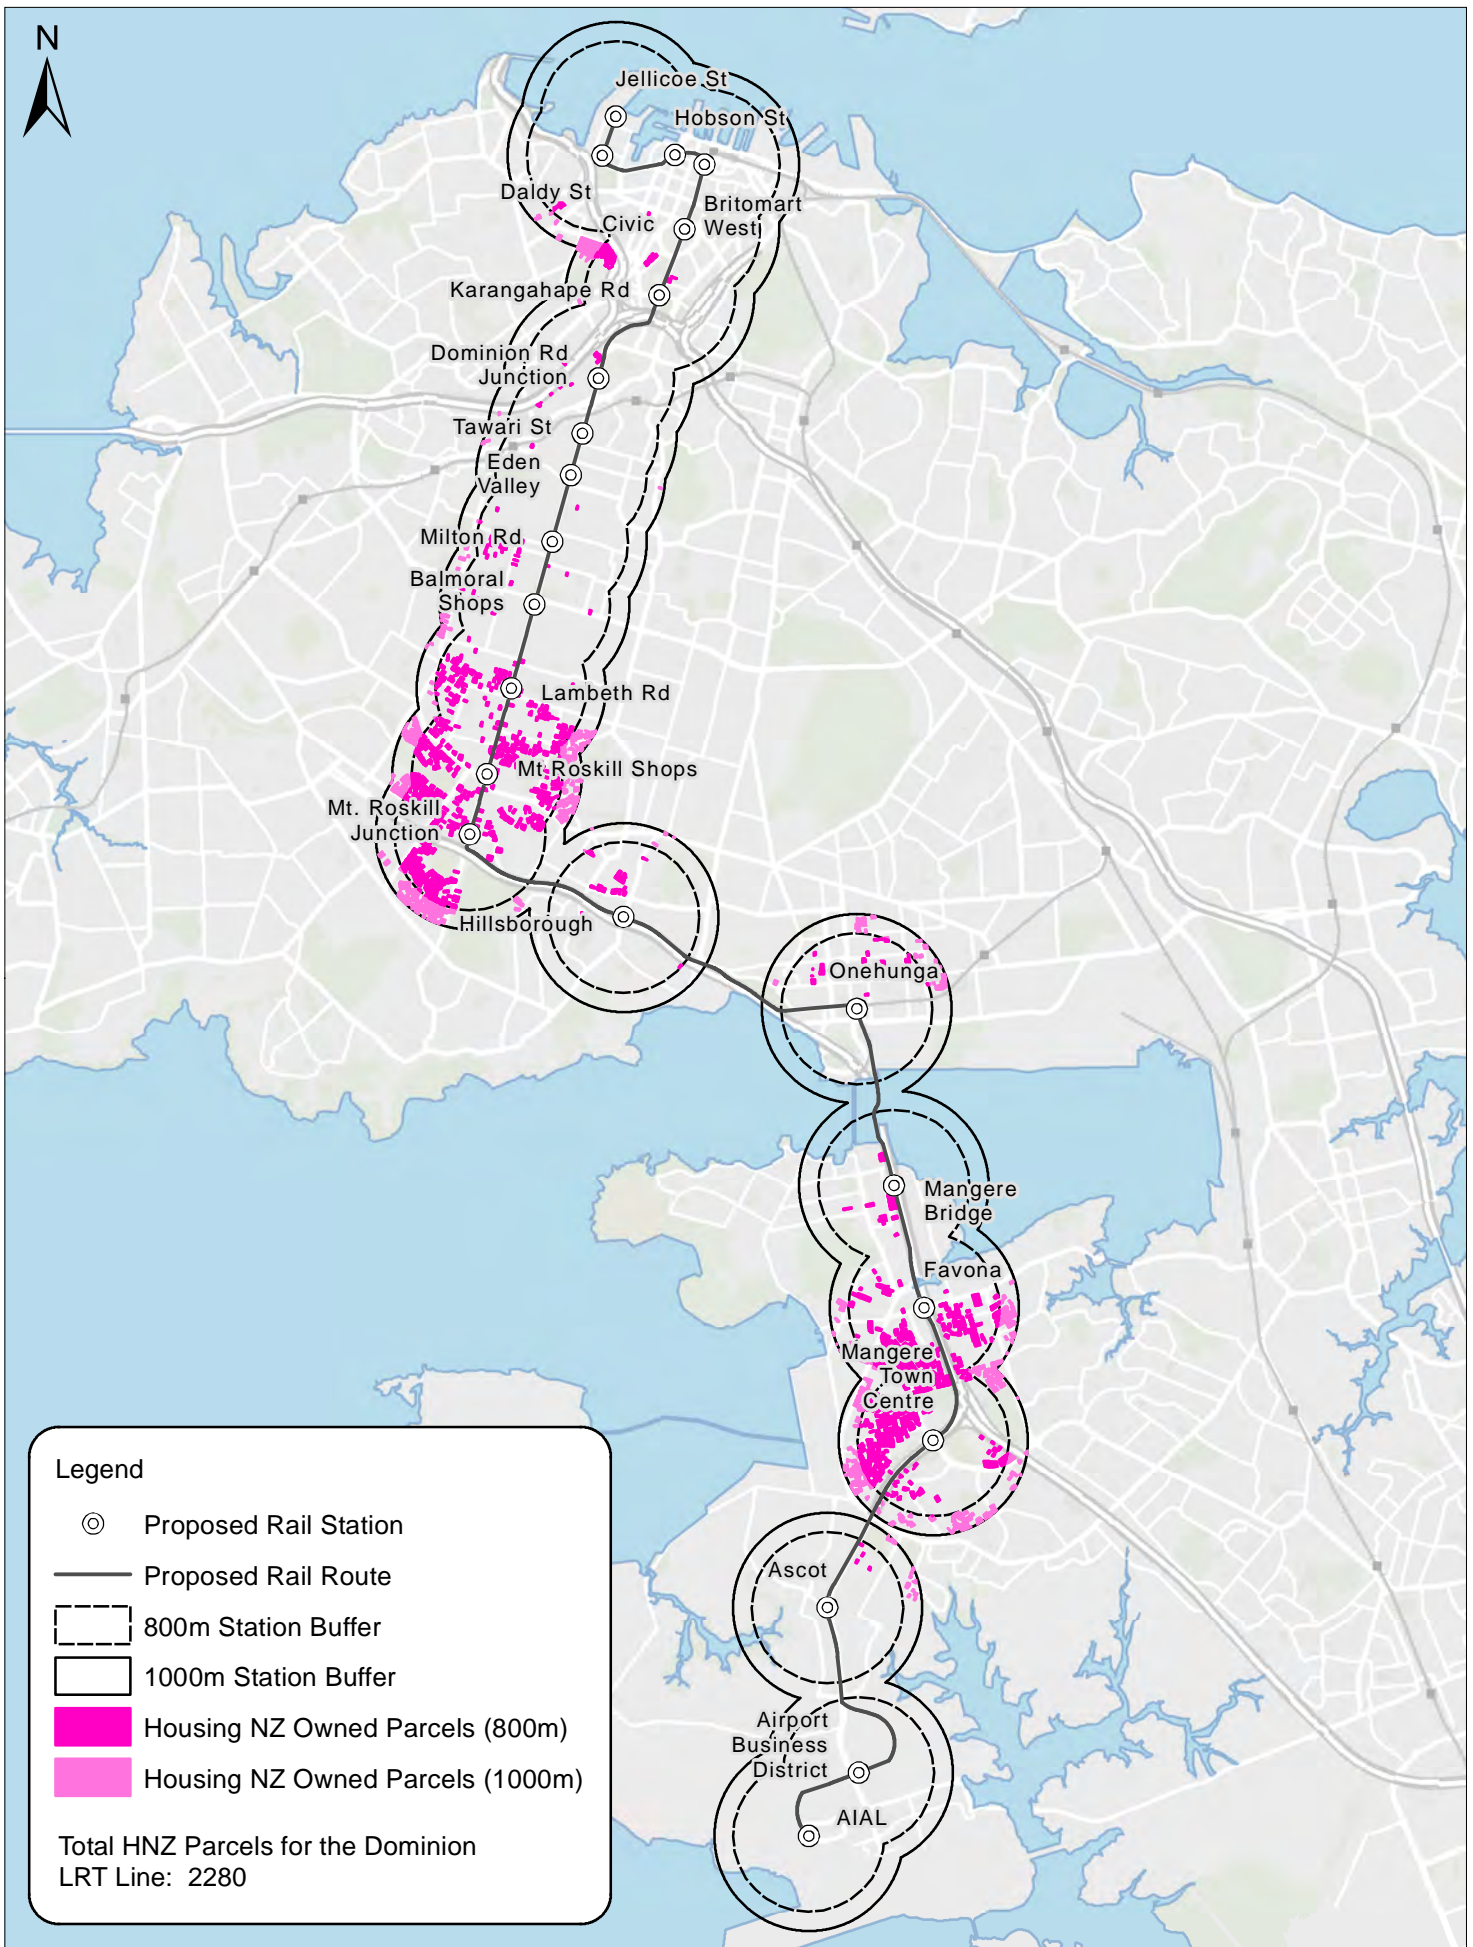 N
Jellicoe St
Hobson St
Daldy St
Civic
Britomart
West
Karangahape Rd
Dominion Rd
Junction
Tawari St
Eden
Valley
Milton Rd
Balmoral
Shops
Lambeth Rd
Mt Roskill Shops
Mt. Roskill
Junction
Hillsborough
Onehunga
Mangere
Bridge
Favona
Mangere
Town
Centre
Ascot
Airport
Business
District
AIAL
Legend
Proposed Rail Station
Proposed Rail Route
800m Station Buffer
1000m Station Buffer
Housing NZ Owned Parcels (800m)
Housing NZ Owned Parcels (1000m)
Total HNZ Parcels for the Dominion
LRT Line: 2280